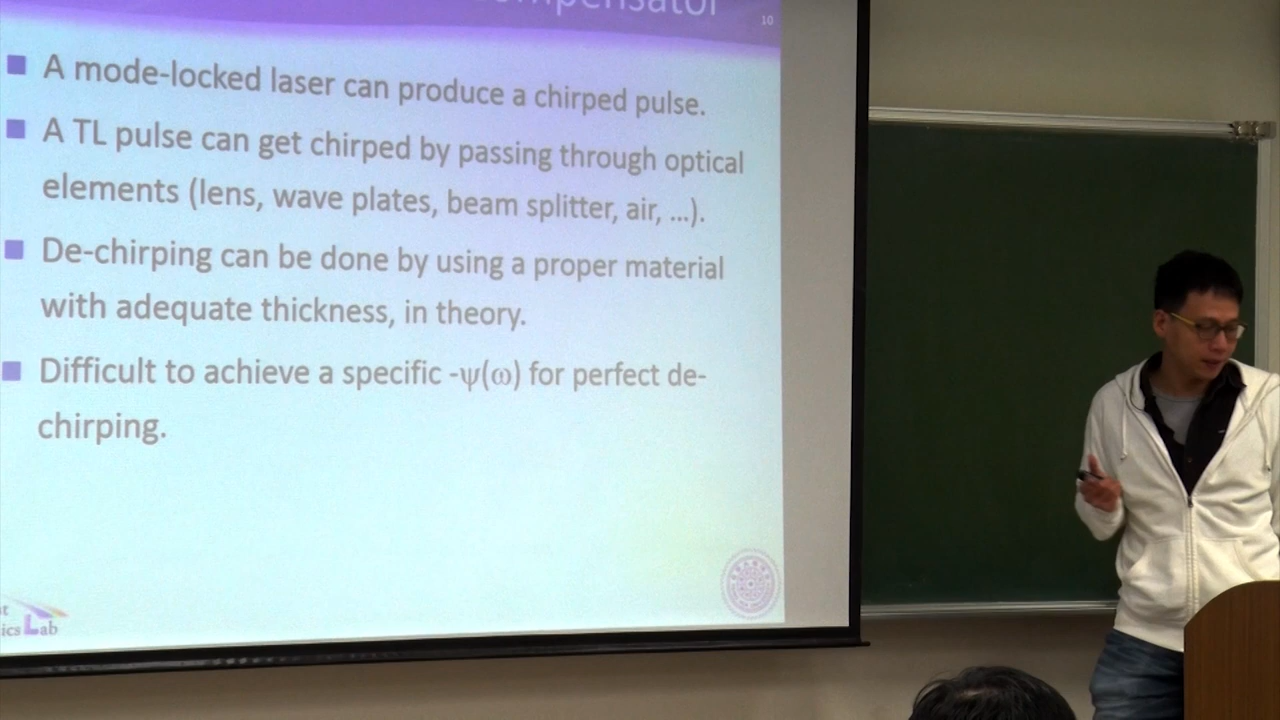 10
A mode-locked laser can produce a chirped pulse.
A TL pulse can get chirped by passing through optical
elements (lens, wave plates, beam splitter, air, ...).
De-chirping can be done by using a proper material
with adequate thickness, in theory.
Difficult to achieve a specific -ψ(ω) for perfect de-
chirping.
Lab